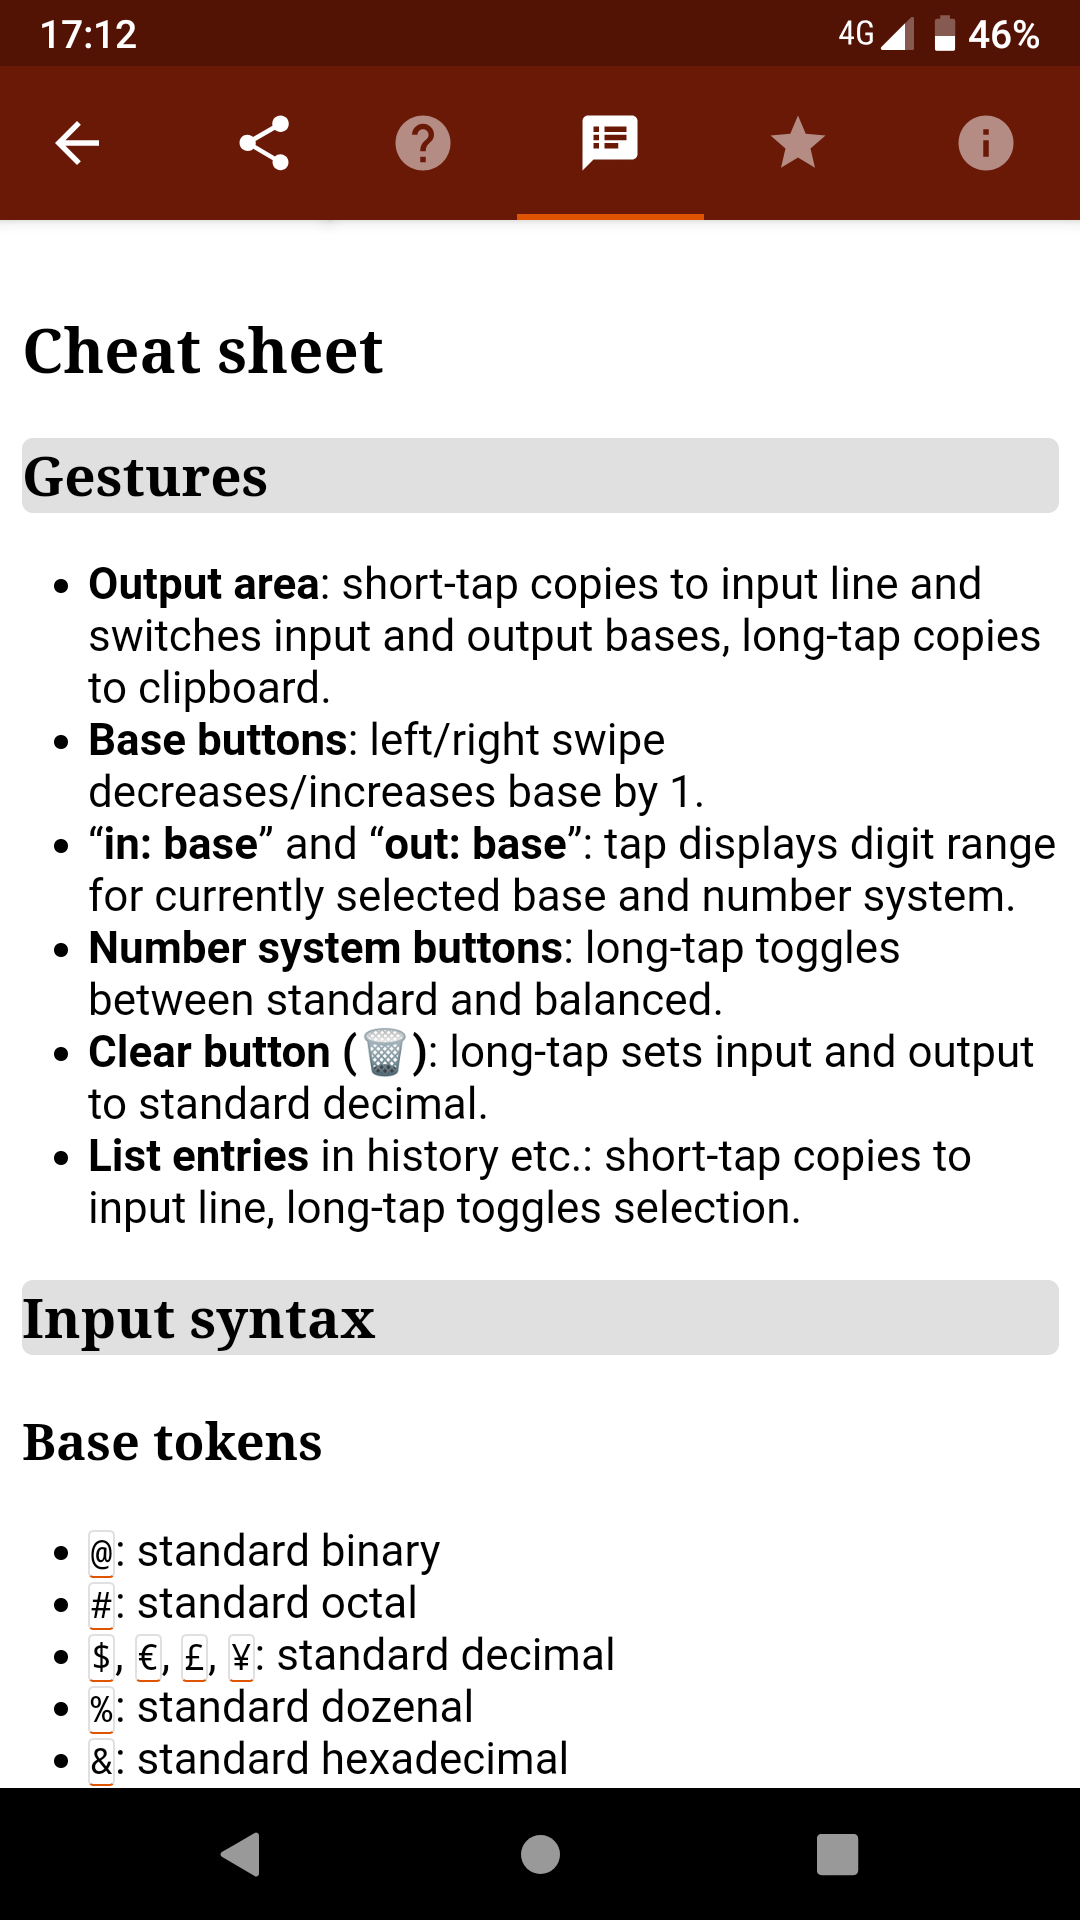 17:12 4G 46%
Cheat sheet
Gestures
• Output area: short-tap copies to input line and
switches input and output bases, long-tap copies
to clipboard.
• Base buttons: left/right swipe
decreases/increases base by 1.
• “in: base” and “out: base”: tap displays digit range
for currently selected base and number system.
• Number system buttons: long-tap toggles
between standard and balanced.
• Clear button (🗑️): long-tap sets input and output
to standard decimal.
• List entries in history etc.: short-tap copies to
input line, long-tap toggles selection.
Input syntax
Base tokens
• @: standard binary
• #: standard octal
• $, €, £, ¥: standard decimal
• %: standard dozenal
• &: standard hexadecimal